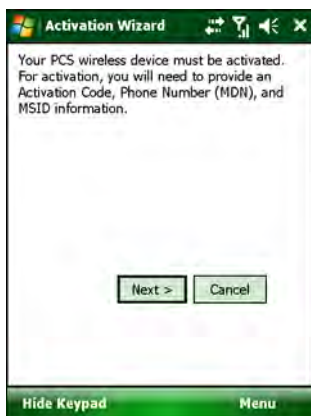 Activation Wizard
Your PCS wireless device must be activated.
For activation, you will need to provide an
Activation Code, Phone Number (MDN), and
MSID information.
Next > Cancel
Hide Keypad Menu